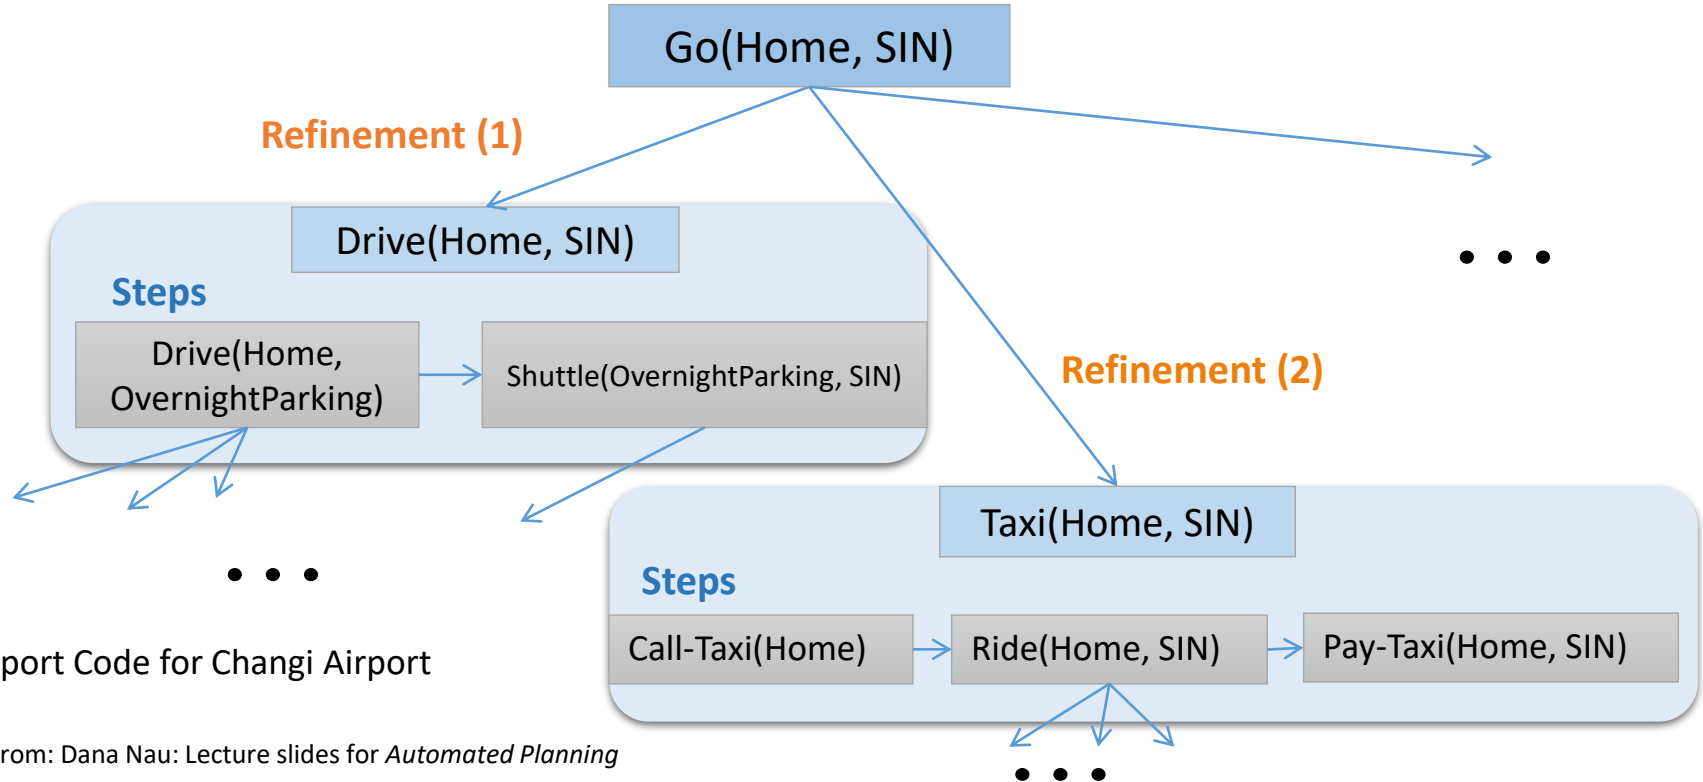 Go(Home, SIN)
Refinement (1)
Drive(Home, SIN)
Steps
Drive(Home,
OvernightParking)
Shuttle(OvernightParking, SIN)
Refinement (2)
Taxi(Home, SIN)
Steps
Call-Taxi(Home)
Ride(Home, SIN)
Pay-Taxi(Home, SIN)
port Code for Changi Airport
rom: Dana Nau: Lecture slides for Automated Planning